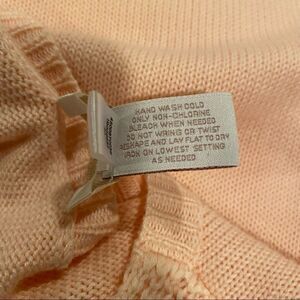 HAND WASH COLD
ONLY NON-CHLORINE
BLEACH WHEN NEEDED
DO NOT WRING OR TWIST
RESHAPE AND LAY FLAT TO DRY
IRON ON LOWEST SETTING
AS NEEDED